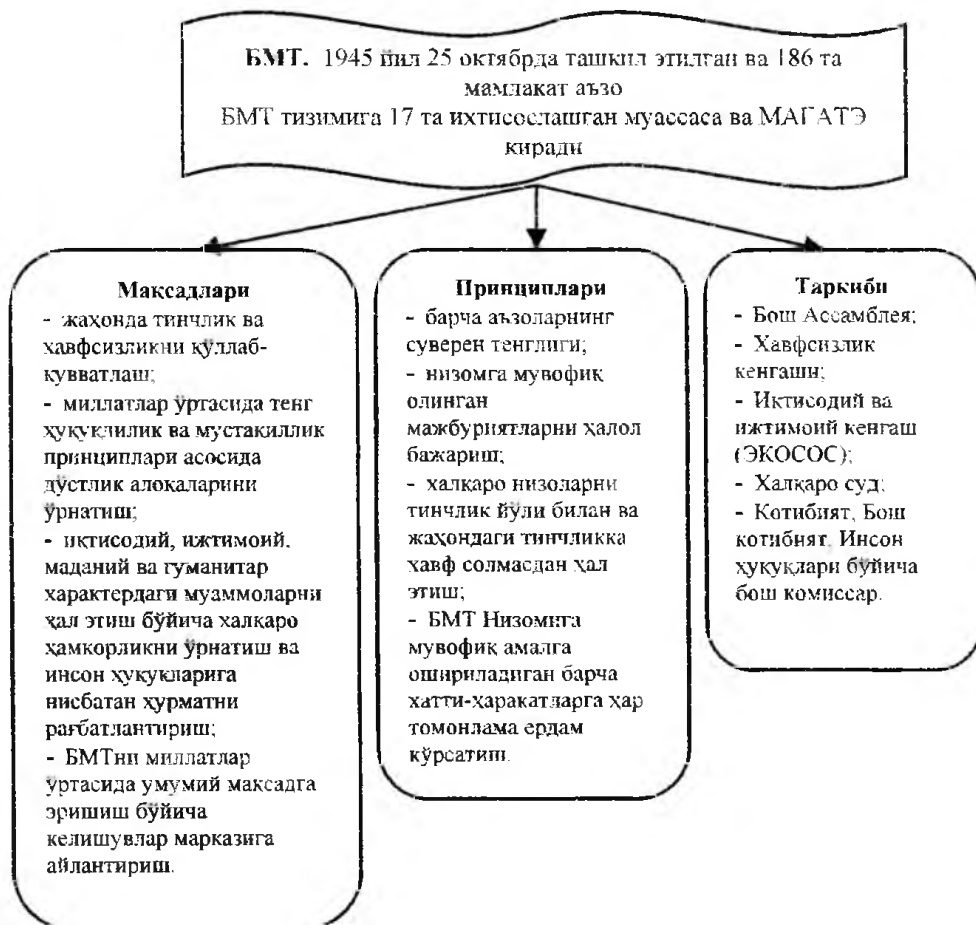 БМТ. 1945 йил 25 октябрда ташкил этилган ва 186 та
мамлакат аъзо
БМТ тизимига 17 та ихтисослашган муассаса ва МАГАТЭ
киради
Мақсадлари
- жаҳонда тинчлик ва
хавфсизликни қўллаб-
қувватлаш;
- миллатлар ўртасида тенг
ҳуқуқлилик ва мустақиллик
принциплари асосида
дўстлик алоқаларини
ўрнатиш;
- иқтисодий, ижтимоий,
маданий ва гуманитар
характердаги муаммоларни
ҳал этиш бўйича халқаро
ҳамкорликни ўрнатиш ва
инсон ҳуқуқларига
нисбатан ҳурматни
рағбатлантириш;
- БМТни миллатлар
ўртасида умумий мақсадга
эришиш бўйича
келишувлар марказига
айлантириш.
Принциплари
- барча аъзоларнинг
суверен тенглиги;
- низомга мувофиқ
олинган
мажбуриятларни ҳалол
бажариш;
- халқаро низоларни
тинчлик йўли билан ва
жаҳондаги тинчликка
хавф солмасдан ҳал
этиш;
- БМТ Низомига
мувофиқ амалга
ошириладиган барча
хатти-ҳаракатларга ҳар
томонлама ердам
кўрсатиш.
Таркиби
- Бош Ассамблея;
- Хавфсизлик
кенгаши;
- Иқтисодий ва
ижтимоий кенгаш
(ЭКОСОС);
- Халқаро суд;
- Котибият, Бош
котибият, Инсон
ҳуқуқлари бўйича
бош комиссар.